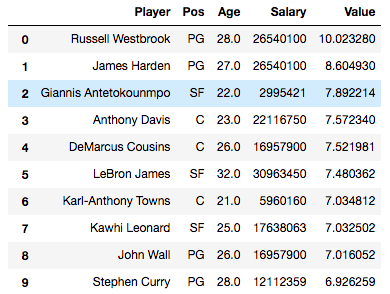 Player Pos Age Salary Value
0 Russell Westbrook PG 28.0 26540100 10.023280
1 James Harden PG 27.0 26540100 8.604930
2 Giannis Antetokounmpo SF 22.0 2995421 7.892214
3 Anthony Davis C 23.0 22116750 7.572340
4 DeMarcus Cousins C 26.0 16957900 7.521981
5 LeBron James SF 32.0 30963450 7.480362
6 Karl-Anthony Towns C 21.0 5960160 7.034812
7 Kawhi Leonard SF 25.0 17638063 7.032502
8 John Wall PG 26.0 16957900 7.016052
9 Stephen Curry PG 28.0 12112359 6.926259